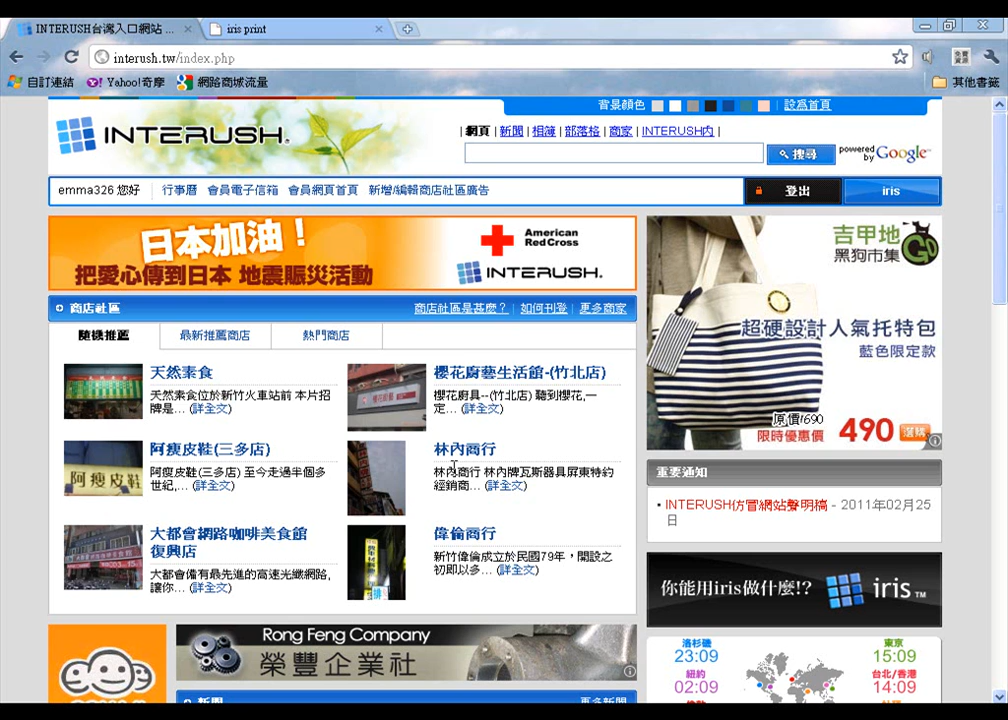 INTERUSH台灣入口網站 ...
iris print
interush.tw/index.php
自訂連結 Yahoo!奇摩 網路商城流量
其他書籤
背景顏色 設為首頁
INTERUSH.
| 網頁 | 新聞 | 相簿 | 部落格 | 商家 | INTERUSH內 |
搜尋
powered by Google™
emma326 您好 行事曆 會員電子信箱 會員網頁首頁 新增/編輯商店社區廣告
登出
iris
日本加油！
把愛心傳到日本 地震賑災活動
American
Red Cross
INTERUSH.
吉甲地
黑狗市集
GO
超硬設計人氣托特包
藍色限定款
原價1690
限時優惠價 490 選購
商店社區 商店社區是甚麼？ | 如何刊登 | 更多商家
隨機推薦 最新推薦商店 熱門商店
天然素食
天然素食位於新竹火車站前 本片招
牌是... (詳全文)
櫻花廚藝生活館-(竹北店)
櫻花廚具--(竹北店) 聽到櫻花,一
定... (詳全文)
阿瘦皮鞋(三多店)
阿瘦皮鞋(三多店) 至今走過半個多
世紀,... (詳全文)
阿瘦皮鞋
林內商行
林內商行 林內牌瓦斯器具屏東特約
經銷商... (詳全文)
大都會網路咖啡美食館
復興店
大都會備有最先進的高速光纖網路,
讓你... (詳全文)
偉倫商行
新竹偉倫成立於民國79年，開設之
初即以多... (詳全文)
重要通知
INTERUSH仿冒網站聲明稿 - 2011年02月25
日
你能用iris做什麼!? iris™
Rong Feng Company
榮豐企業社
洛杉磯
23:09
紐約
02:09
東京
15:09
台北/香港
14:09
新聞 更多新聞